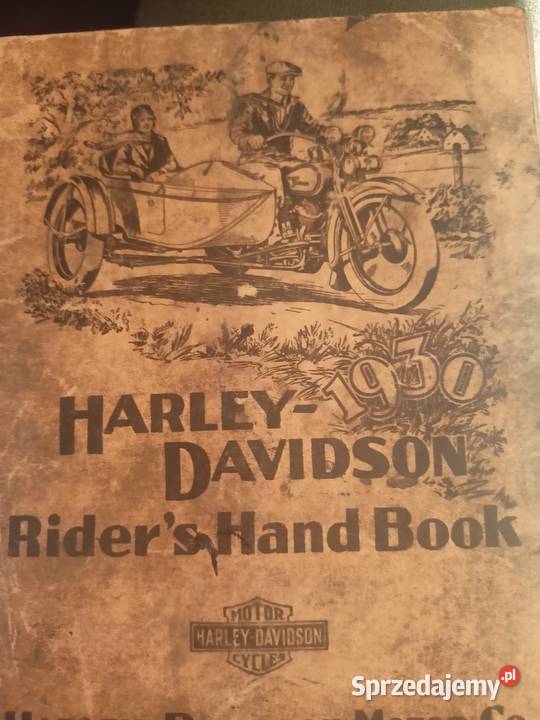 1930
HARLEY-
DAVIDSON
Rider's Hand Book
MOTOR
HARLEY-DAVIDSON
CYCLES
Sprzedajemy.pl